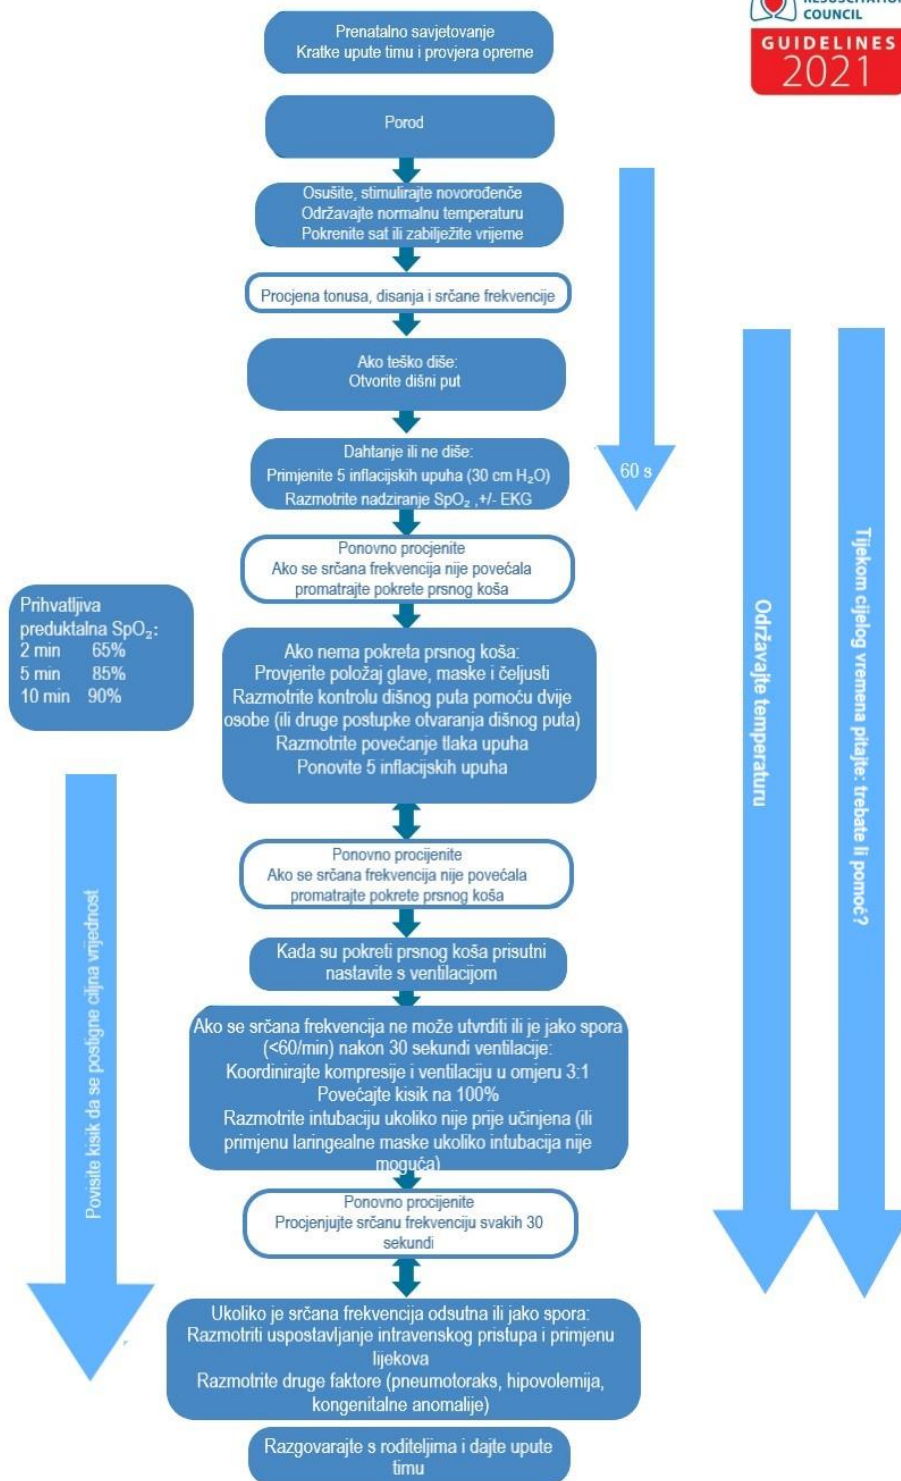 RESUSCITATION
COUNCIL
GUIDELINES
2021
Prenatalno savjetovanje
Kratke upute timu i provjera opreme
Porod
Osušite, stimulirajte novorođenče
Održavajte normalnu temperaturu
Pokrenite sat ili zabilježite vrijeme
Procjena tonusa, disanja i srčane frekvencije
Ako teško diše:
Otvorite dišni put
Dahtanje ili ne diše:
Primjenite 5 inflacijskih upuha (30 cm H₂O)
Razmotrite nadziranje SpO₂ ,+/- EKG
60 s
Ponovno procjenite
Ako se srčana frekvencija nije povećala
promatrajte pokrete prsnog koša
Prihvatljiva
preduktalna SpO₂:
2 min 65%
5 min 85%
10 min 90%
Ako nema pokreta prsnog koša:
Provjerite položaj glave, maske i čeljusti
Razmotrite kontrolu dišnog puta pomoću dvije
osobe (ili druge postupke otvaranja dišnog puta)
Razmotrite povećanje tlaka upuha
Ponovite 5 inflacijskih upuha
Ponovno procijenite
Ako se srčana frekvencija nije povećala
promatrajte pokrete prsnog koša
Kada su pokreti prsnog koša prisutni
nastavite s ventilacijom
Ako se srčana frekvencija ne može utvrditi ili je jako spora
(<60/min) nakon 30 sekundi ventilacije:
Koordinirajte kompresije i ventilaciju u omjeru 3:1
Povećajte kisik na 100%
Razmotrite intubaciju ukoliko nije prije učinjena (ili
primjenu laringealne maske ukoliko intubacija nije
moguća)
Ponovno procijenite
Procjenjujte srčanu frekvenciju svakih 30
sekundi
Ukoliko je srčana frekvencija odsutna ili jako spora:
Razmotriti uspostavljanje intravenskog pristupa i primjenu
lijekova
Razmotrite druge faktore (pneumotoraks, hipovolemija,
kongenitalne anomalije)
Razgovarajte s roditeljima i dajte upute
timu
Povisite kisik da se postigne ciljna vrijednost
Održavajte temperaturu
Tijekom cijelog vremena pitajte: trebate li pomoć?